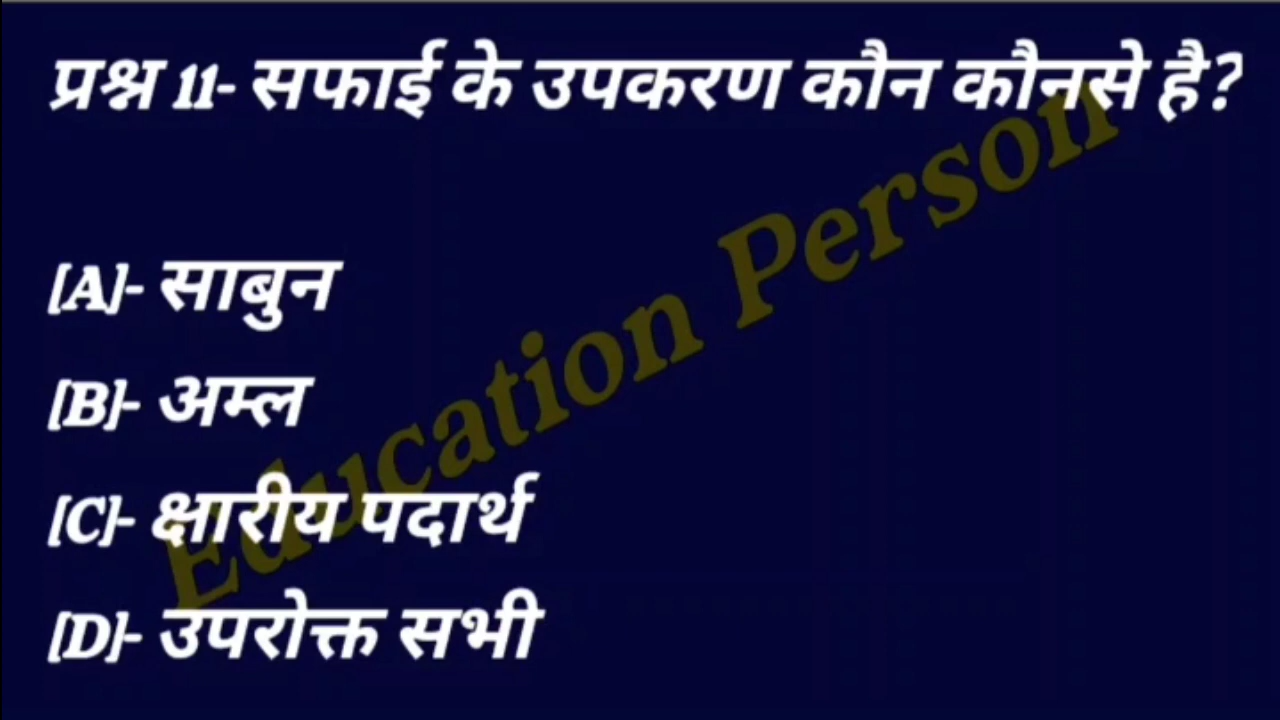 प्रश्न 11- सफाई के उपकरण कौन कौनसे है?
[A]- साबुन
[B]- अम्ल
[C]- क्षारीय पदार्थ
[D]- उपरोक्त सभी
Education Person